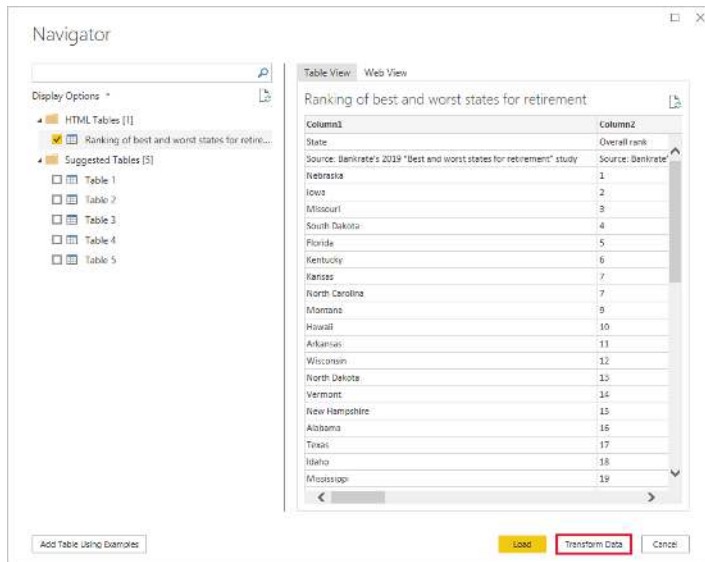 Navigator
Display Options
HTML Tables [1]
Ranking of best and worst states for retire...
Suggested Tables [5]
Table 1
Table 2
Table 3
Table 4
Table 5
Table View Web View
Ranking of best and worst states for retirement
Column1 Column2
State Overall rank
Source: Bankrate's 2019 "Best and worst states for retirement" study Source: Bankrate'
Nebraska 1
Iowa 2
Missouri 3
South Dakota 4
Florida 5
Kentucky 6
Kansas 7
North Carolina 7
Montana 9
Hawaii 10
Arkansas 11
Wisconsin 12
North Dakota 13
Vermont 14
New Hampshire 15
Alabama 16
Texas 17
Idaho 18
Mississippi 19
Add Table Using Examples Load Transform Data Cancel